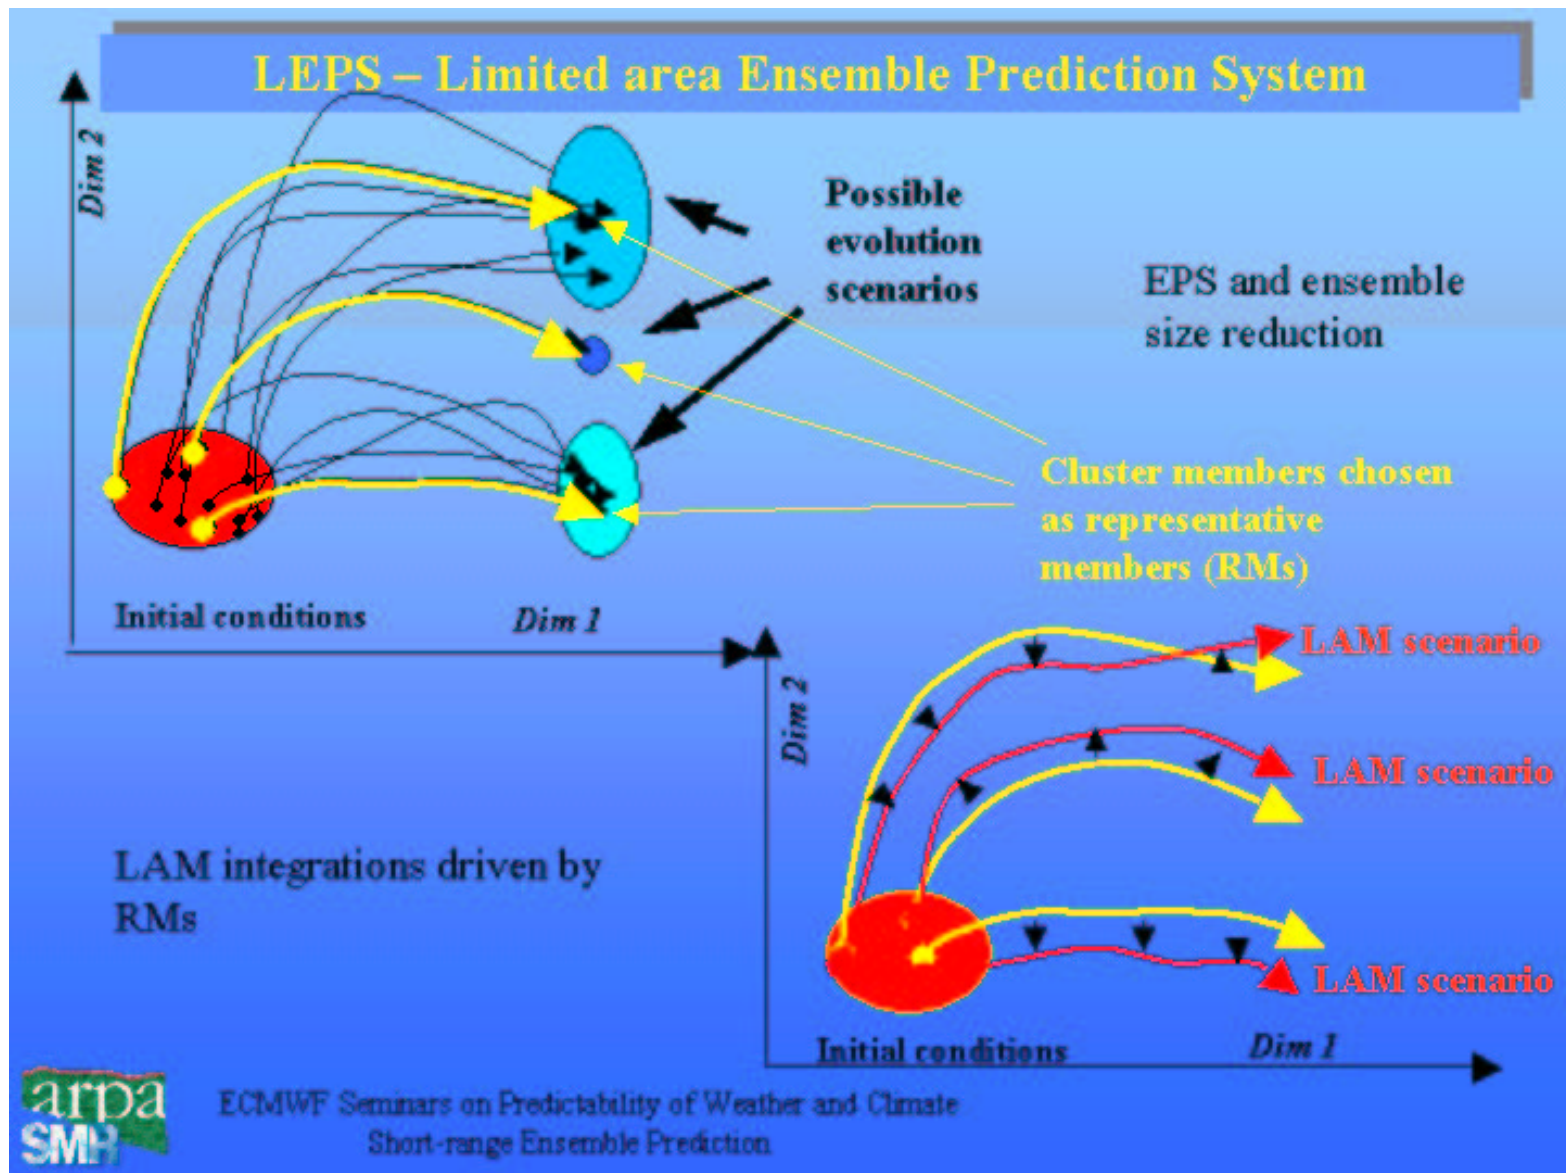 LEPS – Limited area Ensemble Prediction System
Dim 2
Possible
evolution
scenarios
EPS and ensemble
size reduction
Cluster members chosen
as representative
members (RMs)
Initial conditions
Dim 1
LAM scenario
Dim 2
LAM scenario
LAM integrations driven by
RMs
LAM scenario
Initial conditions
Dim 1
arpa
SMR
ECMWF Seminars on Predictability of Weather and Climate
Short-range Ensemble Prediction